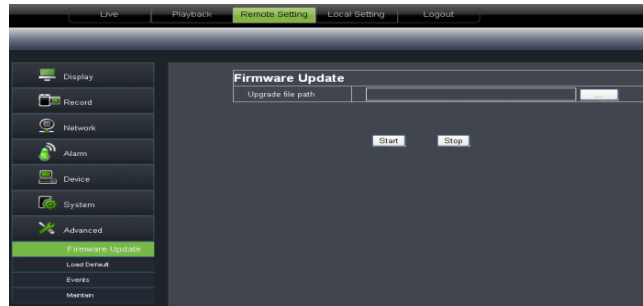 Live Playback Remote Setting Local Setting Logout
Display
Record
Network
Alarm
Device
System
Advanced
Firmware Update
Load Default
Events
Maintain
Firmware Update
Upgrade file path ...
Start Stop